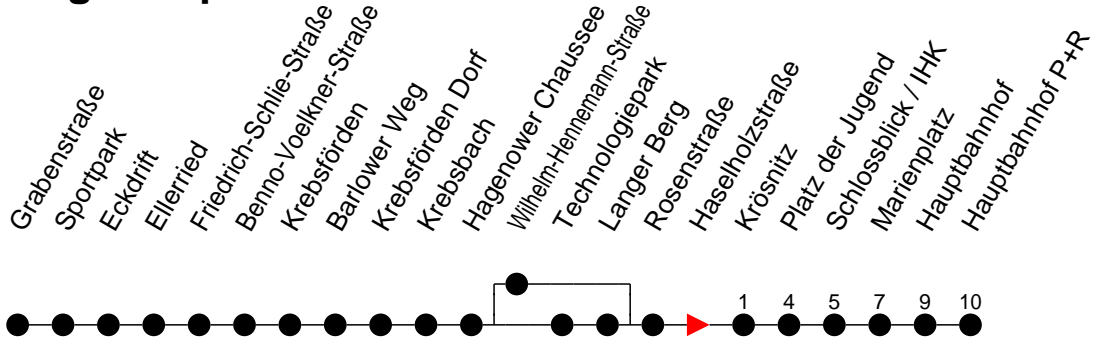 Grabenstraße
Sportpark
Eckdrift
Ellerried
Friedrich-Schlie-Straße
Benno-Voelkner-Straße
Krebsförden
Barlower Weg
Krebsförden Dorf
Krebsbach
Hagenower Chaussee
Wilhelm-Hennemann-Straße
Technologiepark
Langer Berg
Rosenstraße
Haselholzstraße
Krösnitz
Platz der Jugend
Schlossblick / IHK
Marienplatz
Hauptbahnhof
Hauptbahnhof P+R
1 4 5 7 9 10